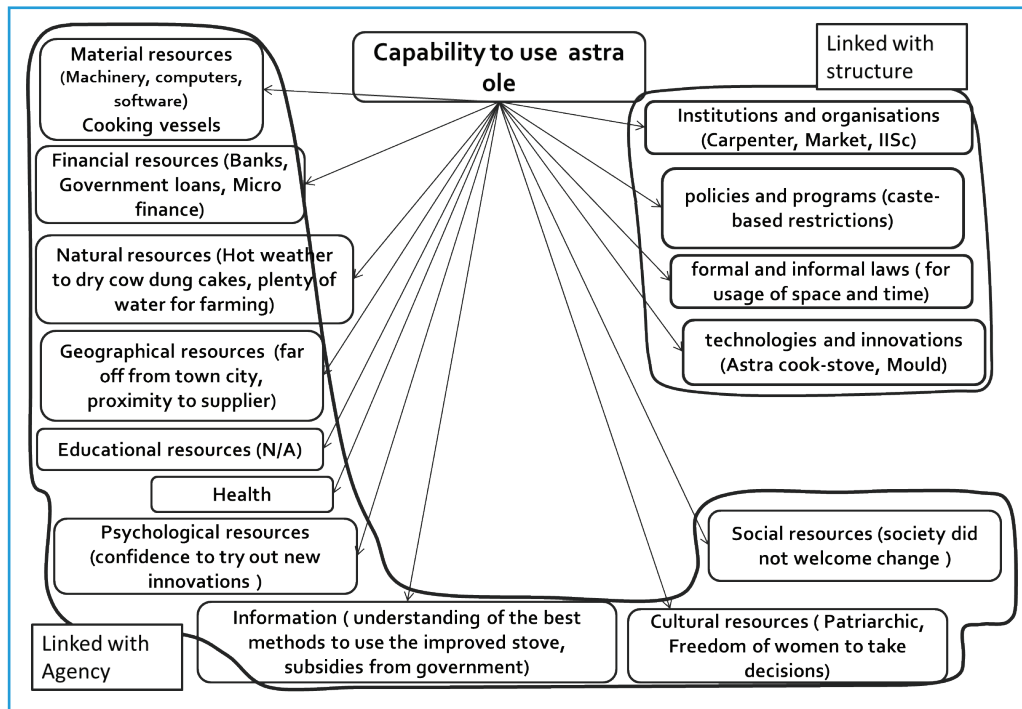 Capability to use astra
ole
Linked with
structure
Material resources
(Machinery, computers,
software)
Cooking vessels
Financial resources (Banks,
Government loans, Micro
finance)
Natural resources (Hot weather
to dry cow dung cakes, plenty of
water for farming)
Geographical resources (far
off from town city,
proximity to supplier)
Educational resources (N/A)
Health
Psychological resources
(confidence to try out new
innovations )
Information ( understanding of the best
methods to use the improved stove,
subsidies from government)
Cultural resources ( Patriarchic,
Freedom of women to take
decisions)
Social resources (society did
not welcome change )
Institutions and organisations
(Carpenter, Market, IISc)
policies and programs (caste-
based restrictions)
formal and informal laws ( for
usage of space and time)
technologies and innovations
(Astra cook-stove, Mould)
Linked with
Agency